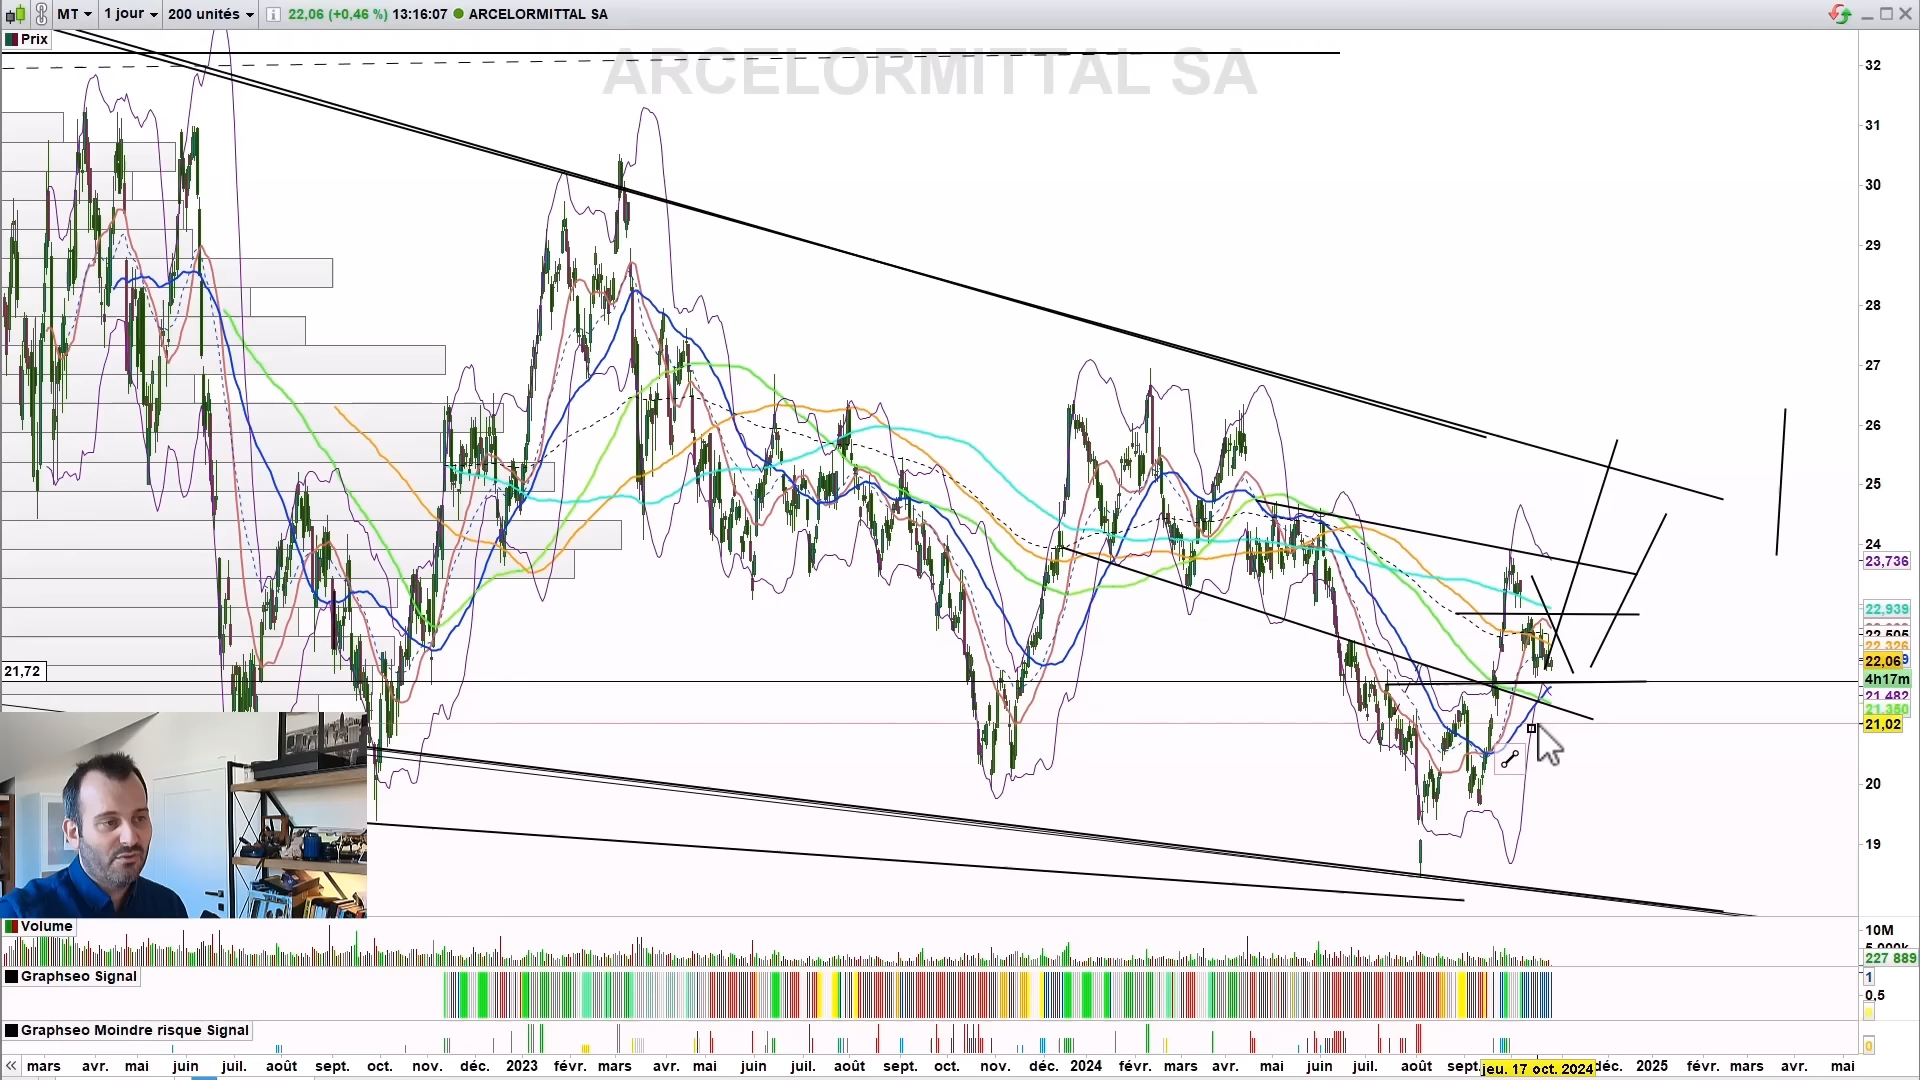 MT 1 jour 200 unités 22,06 (+0,46 %) 13:16:07 ARCELORMITTAL SA
Prix
ARCELORMITTAL SA
32
31
30
29
28
27
26
25
24
23,736
22,939
22,505
22,326
22,06
21,72
4h17m
21,482
21,350
21,02
20
19
Volume
10M
227 889
Graphseo Signal
1
0,5
Graphseo Moindre risque Signal
0
mars avr. mai juin juil. août sept. oct. nov. déc. 2023 févr. mars avr. mai juin juil. août sept. oct. nov. déc. 2024 févr. mars avr. mai juin juil. août sept. jeu. 17 oct. 2024 déc. 2025 févr. mars avr. mai